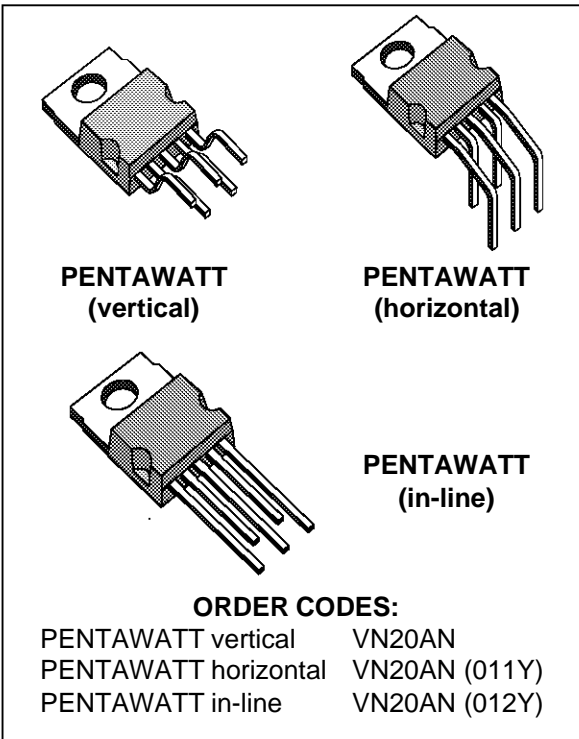 PENTAWATT
(vertical)
PENTAWATT
(horizontal)
PENTAWATT
(in-line)
ORDER CODES:
PENTAWATT vertical VN20AN
PENTAWATT horizontal VN20AN (011Y)
PENTAWATT in-line VN20AN (012Y)